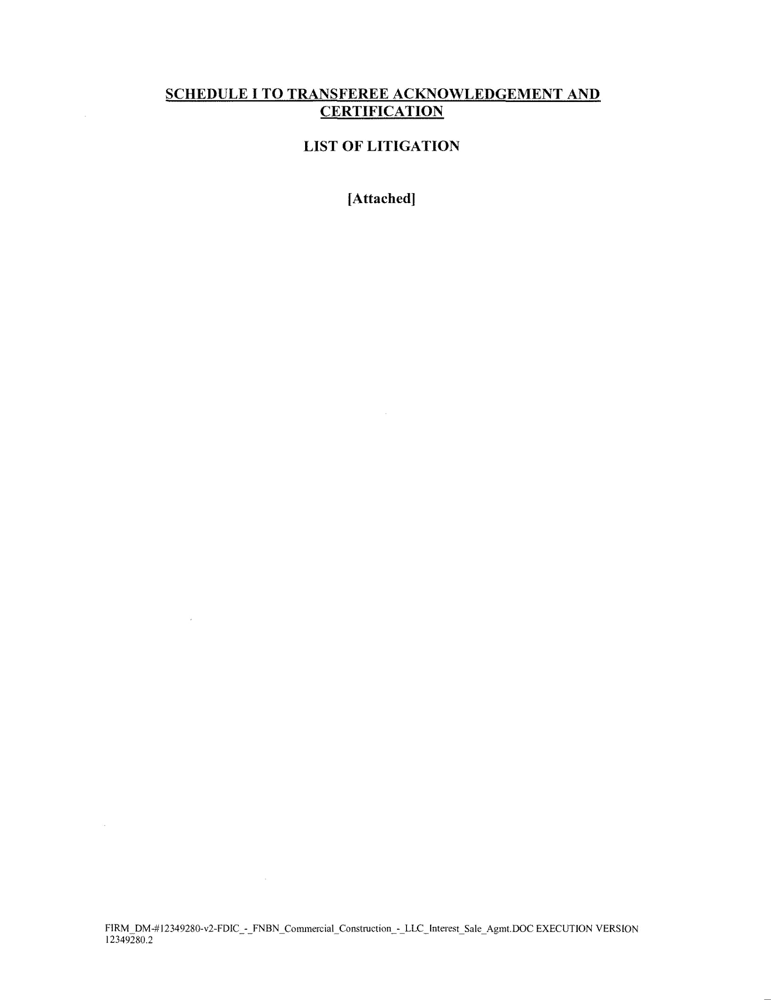 SCHEDULE I TO TRANSFEREE ACKNOWLEDGEMENT AND
CERTIFICATION
LIST OF LITIGATION
[Attached]
FIRM_DM-#12349280-v2-FDIC_-_FNBN_Commercial_Construction_-_LLC_Interest_Sale_Agmt.DOC EXECUTION VERSION
12349280.2